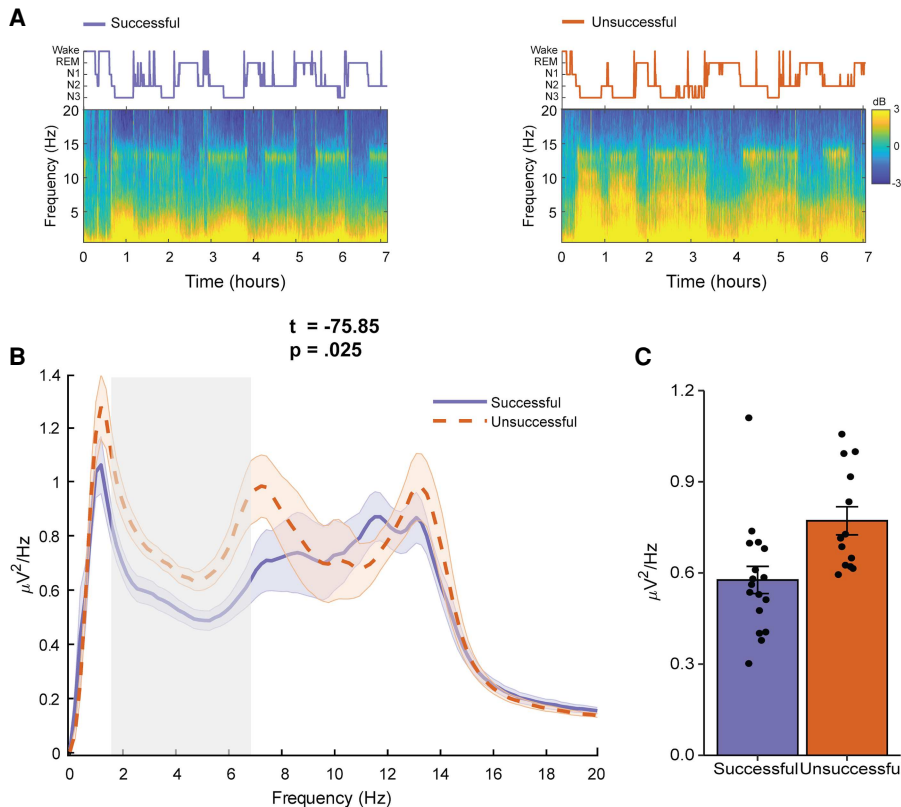 A
Successful
Unsuccessful
Wake
REM
N1
N2
N3
Wake
REM
N1
N2
N3
20
15
10
5
Frequency (Hz)
0 1 2 3 4 5 6 7
Time (hours)
15
10
5
Frequency (Hz)
0 1 2 3 4 5 6 7
Time (hours)
dB
3
0
-3
t = -75.85
p = .025
B
1.4
1.2
1
0.8
0.6
0.4
0.2
0
μV²/Hz
0 2 4 6 8 10 12 14 16 18 20
Frequency (Hz)
Successful
Unsuccessful
C
1.2
0.9
0.6
0.3
0.0
μV²/Hz
Successful Unsuccessfu